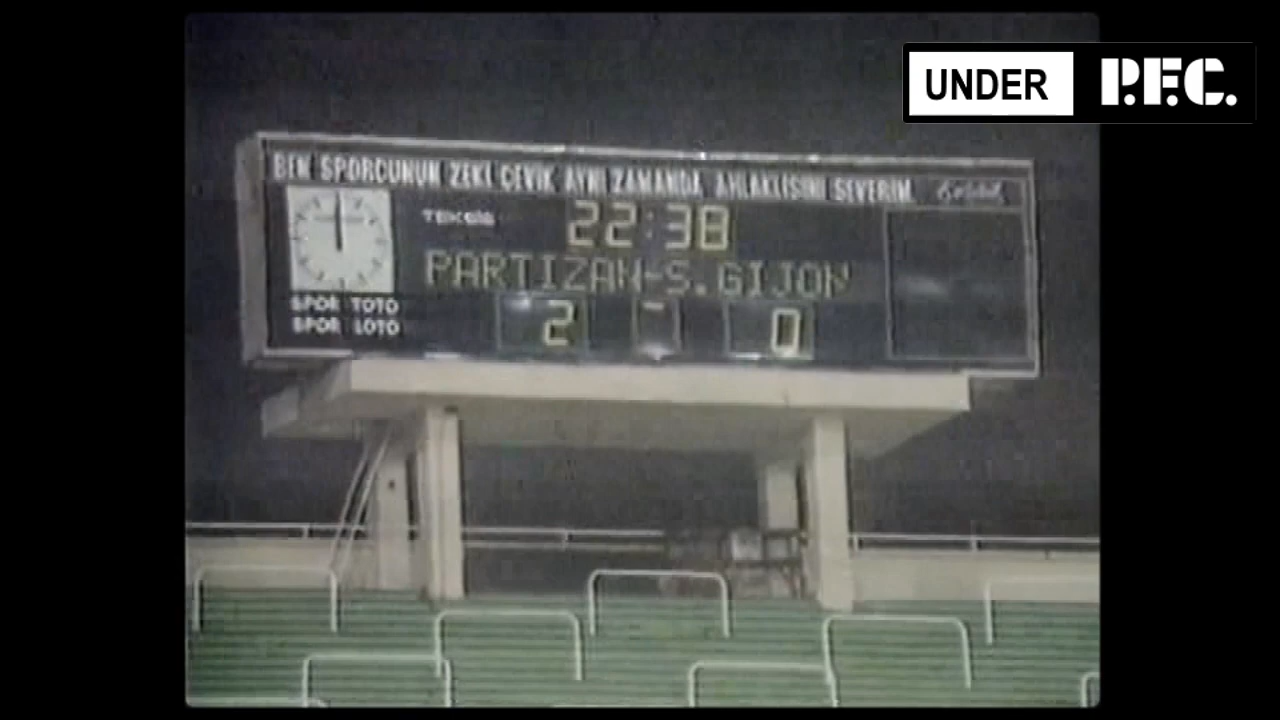 UNDER P.F.C.
BEN SPORCUNUN ZEKİ ÇEVİK AYNI ZAMANDA AHLAKLISINI SEVERİM.
22:38
PARTIZAN-S.GIJON
2 - 0
SPOR TOTO
SPOR LOTO